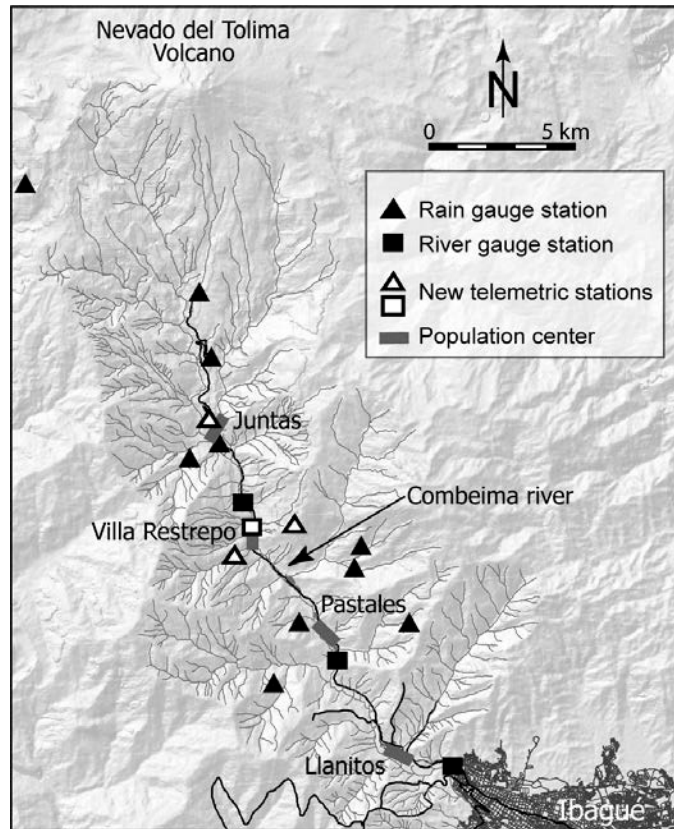 Nevado del Tolima
Volcano
N
0 5 km
Rain gauge station
River gauge station
New telemetric stations
Population center
Juntas
Combeima river
Villa Restrepo
Pastales
Llanitos
Ibagué